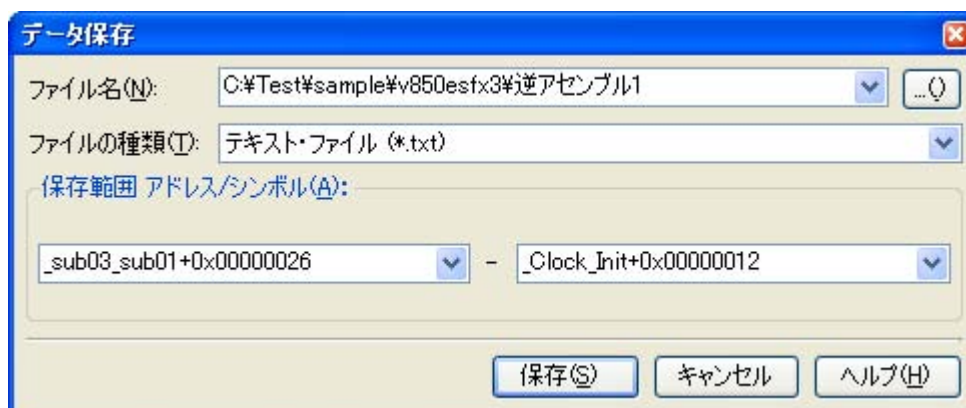 データ保存
ファイル名(N): C:¥Test¥sample¥v850esfx3¥逆アセンブル1 ...()
ファイルの種類(T): テキスト・ファイル (*.txt)
保存範囲 アドレス/シンボル(A):
_sub03_sub01+0x00000026 - _Clock_Init+0x00000012
保存(S) キャンセル ヘルプ(H)